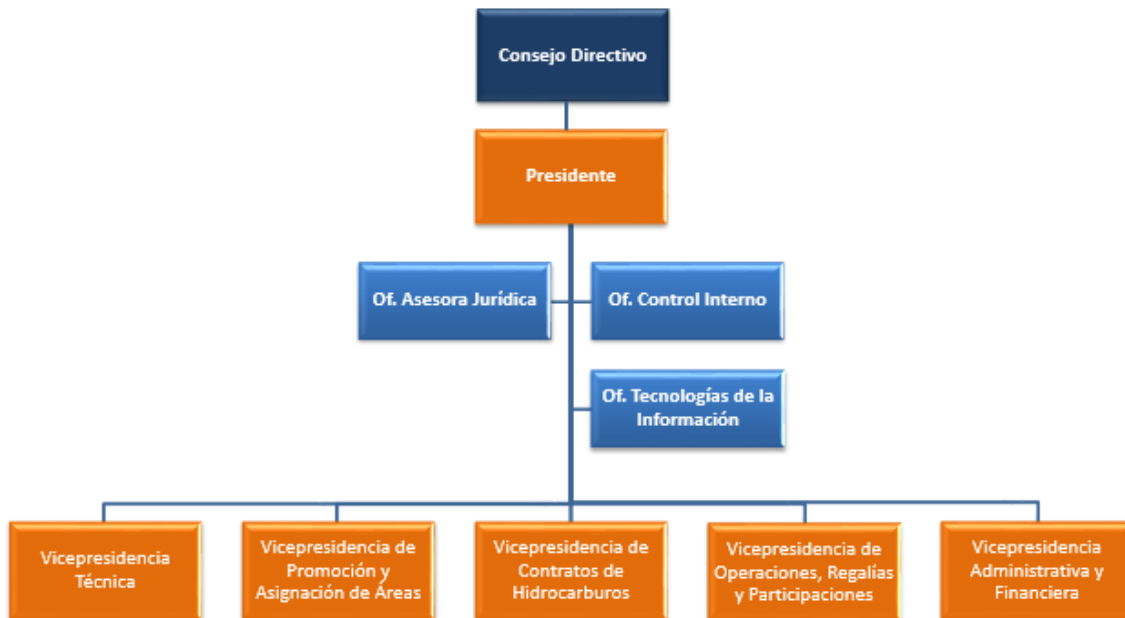 Consejo Directivo
Presidente
Of. Asesora Jurídica
Of. Control Interno
Of. Tecnologías de la
Información
Vicepresidencia
Técnica
Vicepresidencia de
Promoción y
Asignación de Áreas
Vicepresidencia de
Contratos de
Hidrocarburos
Vicepresidencia de
Operaciones, Regalías
y Participaciones
Vicepresidencia
Administrativa y
Financiera